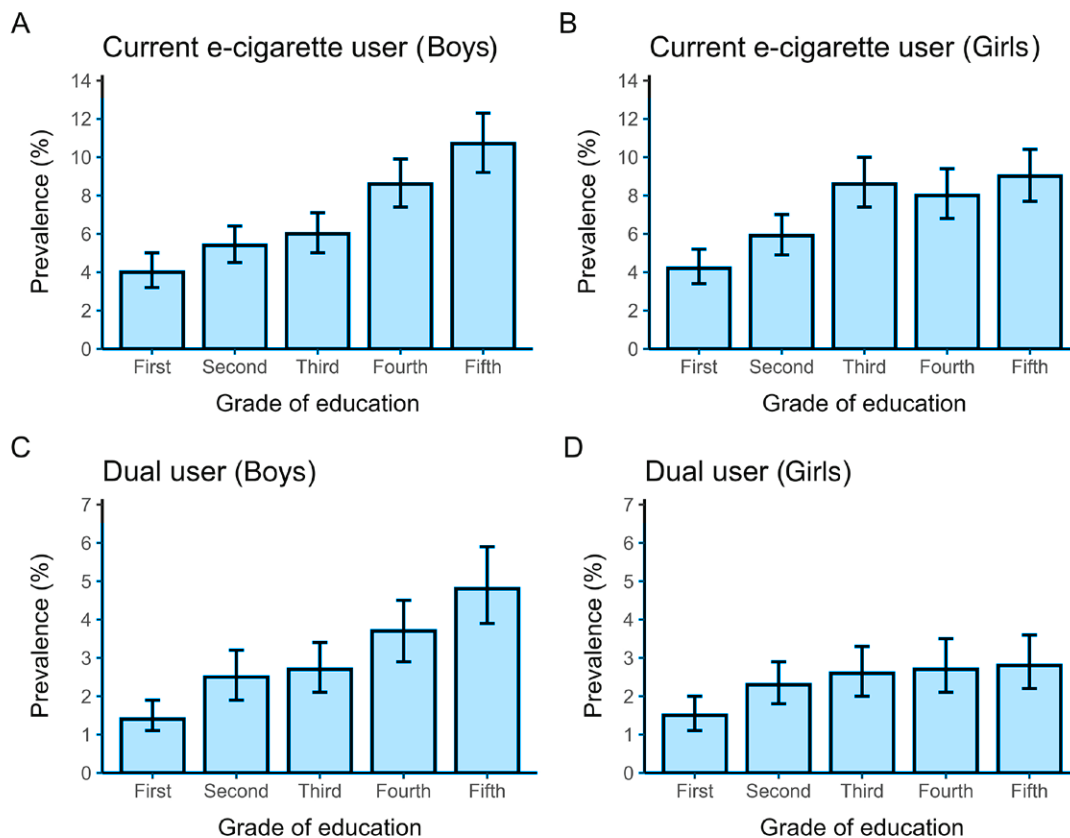 A
Current e-cigarette user (Boys)
Prevalence (%)
14
12
10
8
6
4
2
0
First Second Third Fourth Fifth
Grade of education
B
Current e-cigarette user (Girls)
Prevalence (%)
14
12
10
8
6
4
2
0
First Second Third Fourth Fifth
Grade of education
C
Dual user (Boys)
Prevalence (%)
7
6
5
4
3
2
1
0
First Second Third Fourth Fifth
Grade of education
D
Dual user (Girls)
Prevalence (%)
7
6
5
4
3
2
1
0
First Second Third Fourth Fifth
Grade of education